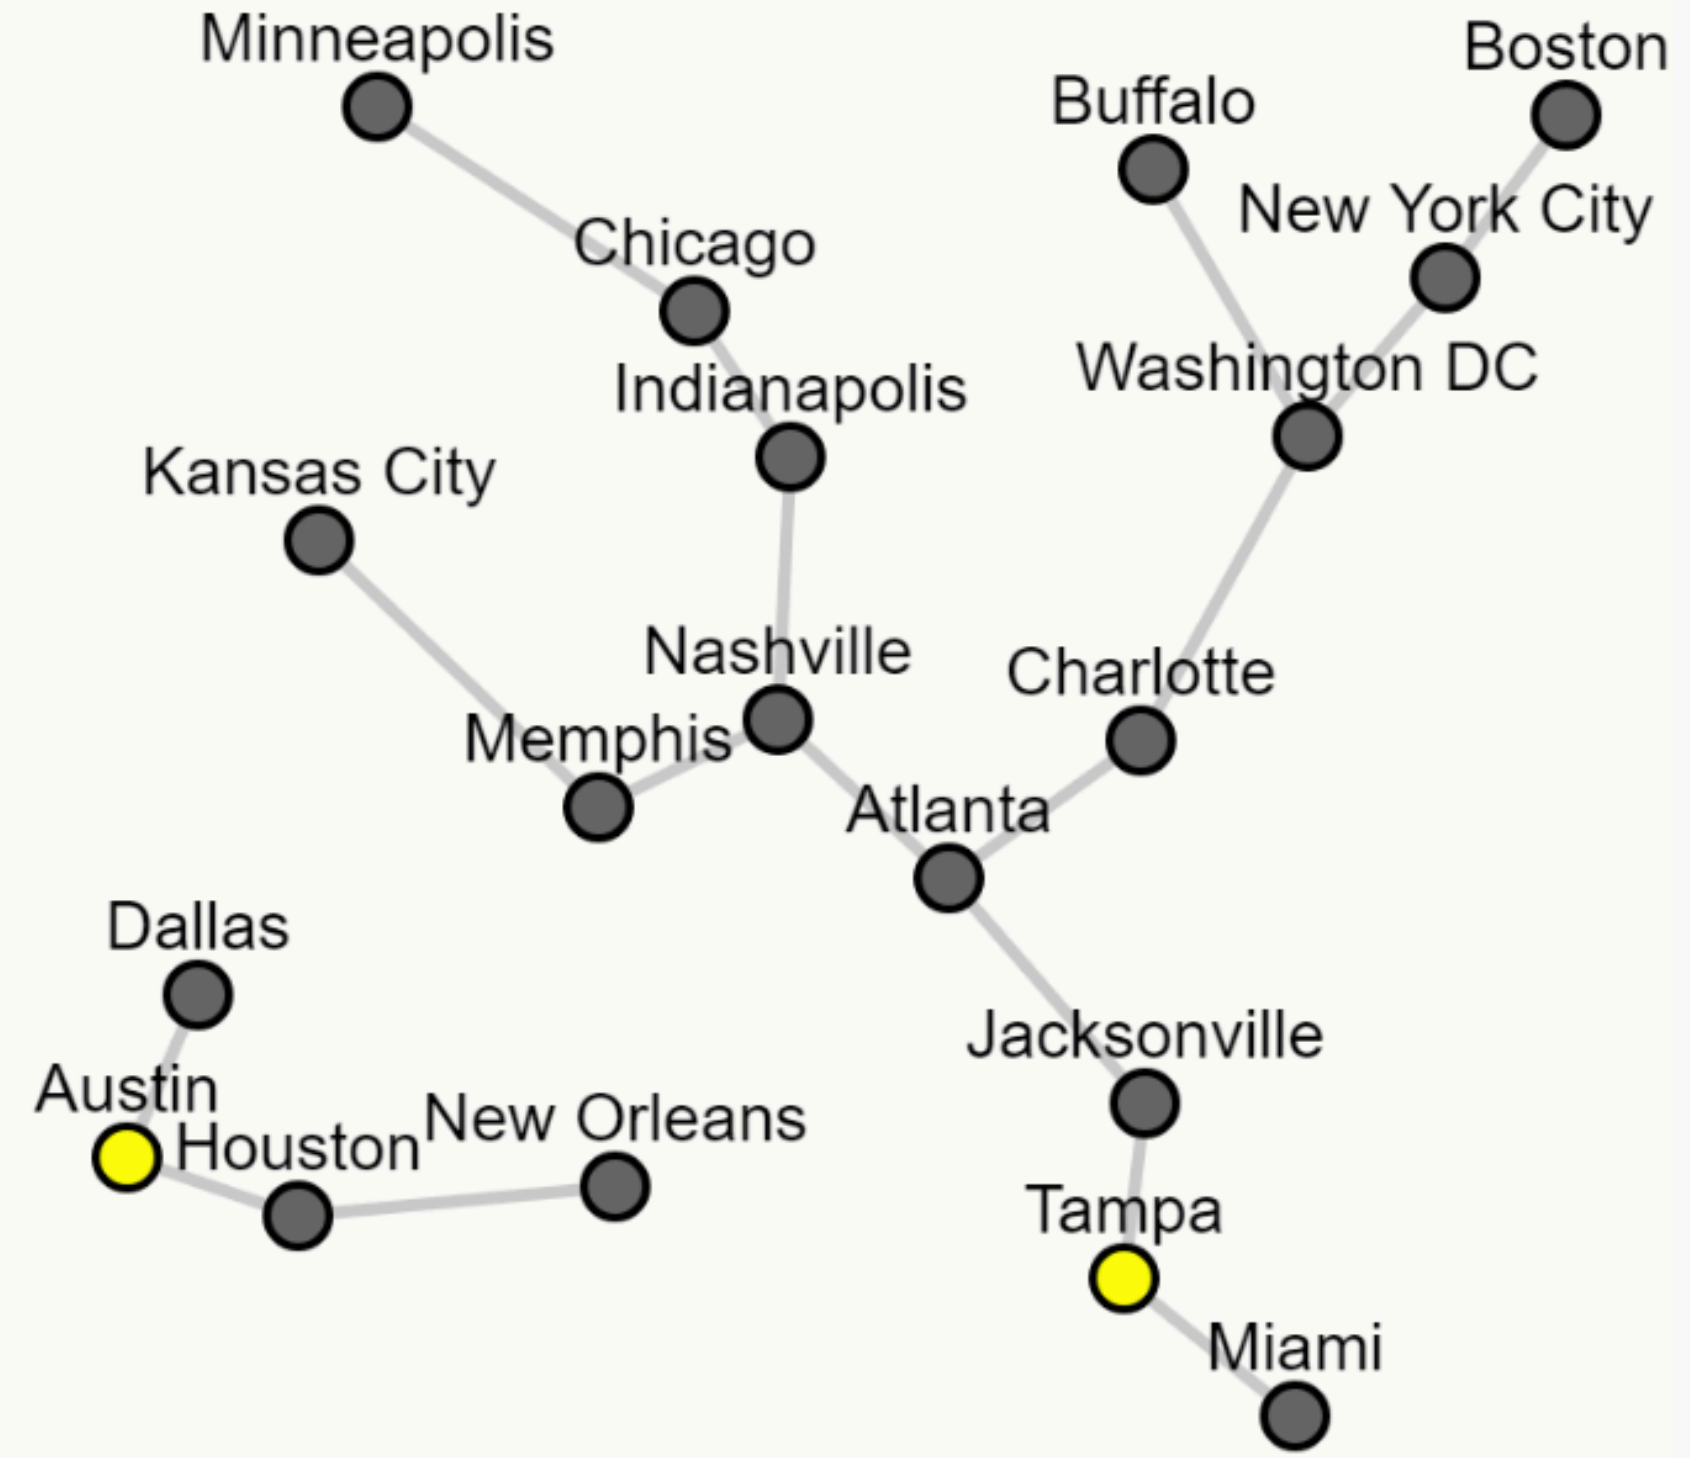 Minneapolis
Boston
Buffalo
New York City
Chicago
Washington DC
Indianapolis
Kansas City
Nashville
Charlotte
Memphis
Atlanta
Dallas
Jacksonville
Austin
New Orleans
Houston
Tampa
Miami